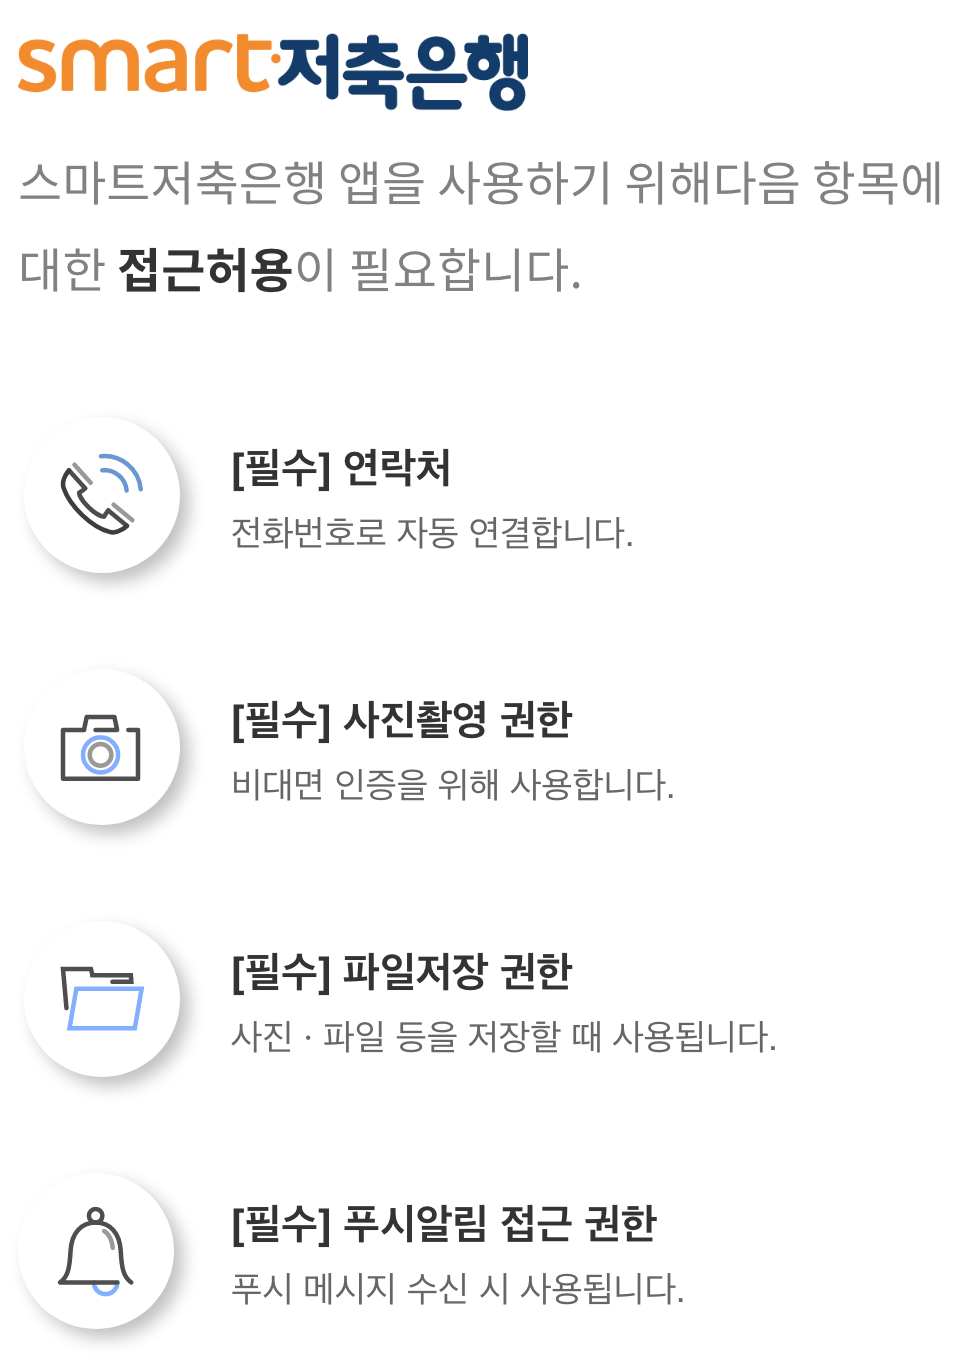 smart저축은행
스마트저축은행 앱을 사용하기 위해다음 항목에
대한 접근허용이 필요합니다.
[필수] 연락처
전화번호로 자동 연결합니다.
[필수] 사진촬영 권한
비대면 인증을 위해 사용합니다.
[필수] 파일저장 권한
사진 · 파일 등을 저장할 때 사용됩니다.
[필수] 푸시알림 접근 권한
푸시 메시지 수신 시 사용됩니다.